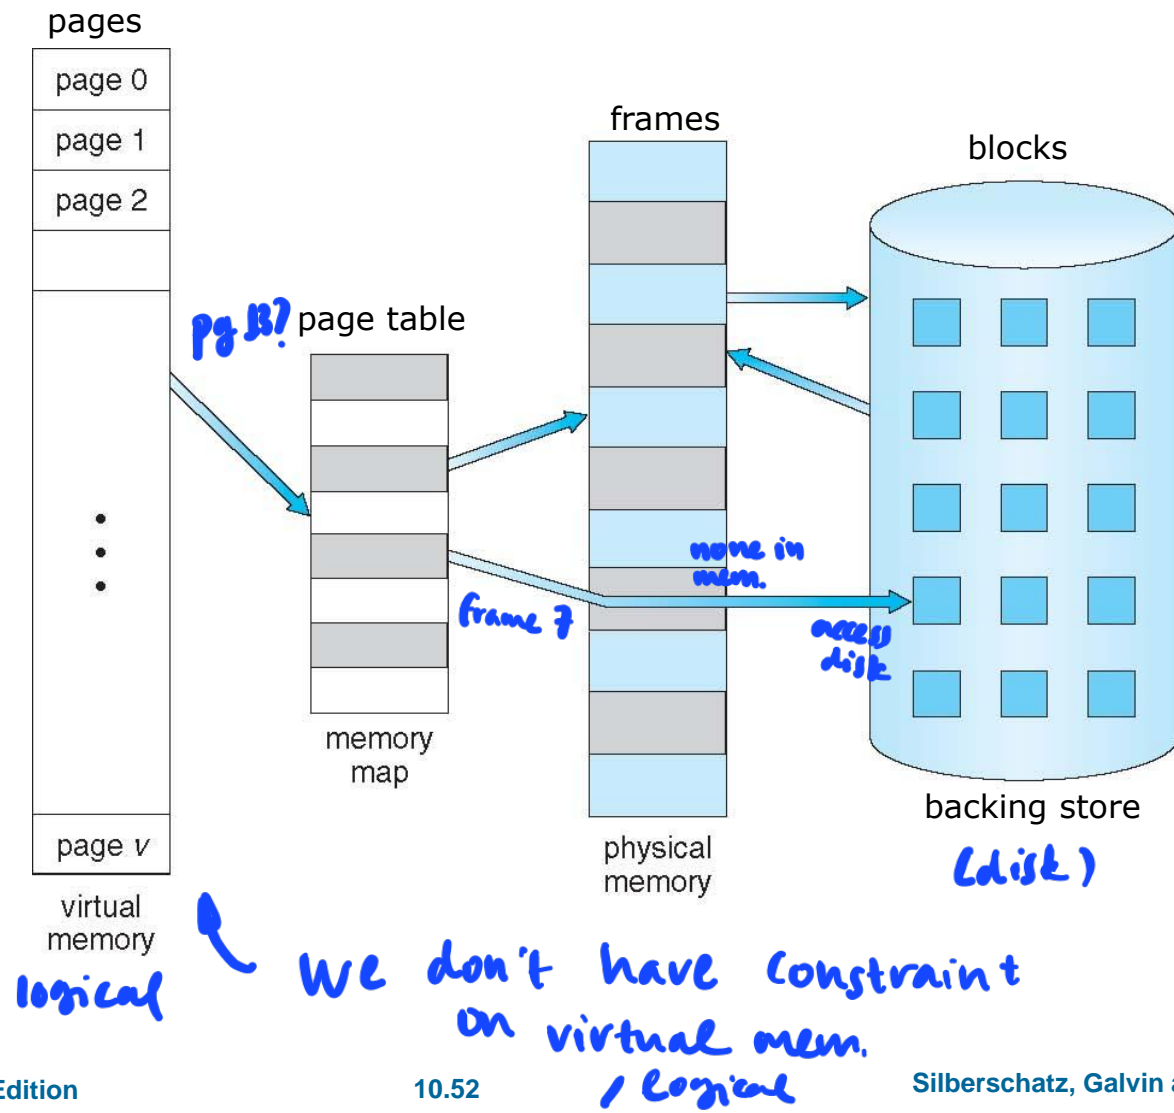 pages
page 0
page 1
page 2
frames
blocks
pg 13?
page table
none in
mem.
frame 7
access
disk
memory
map
backing store
(disk)
page v
physical
memory
virtual
memory
logical
We don't have constraint
on virtual mem.
/ logical
Edition
10.52
Silberschatz, Galvin a